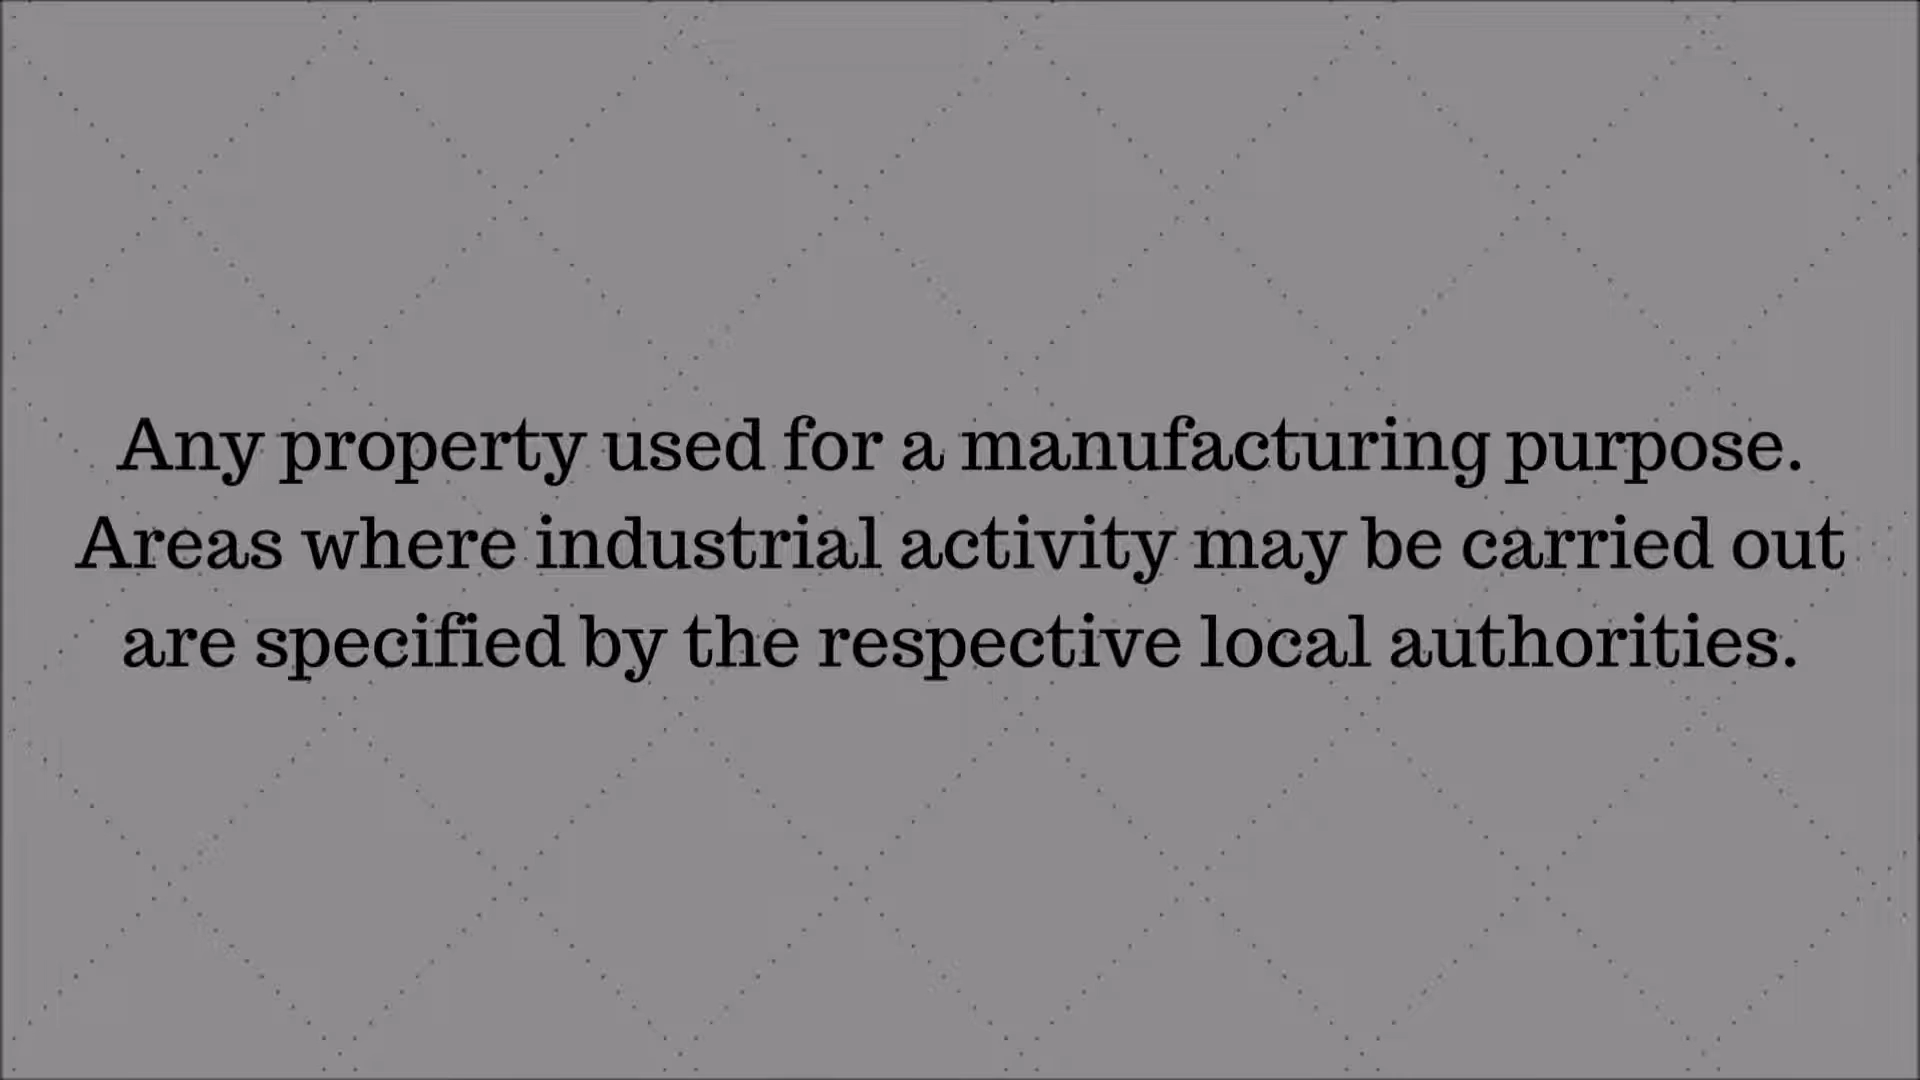 Any property used for a manufacturing purpose.
Areas where industrial activity may be carried out
are specified by the respective local authorities.